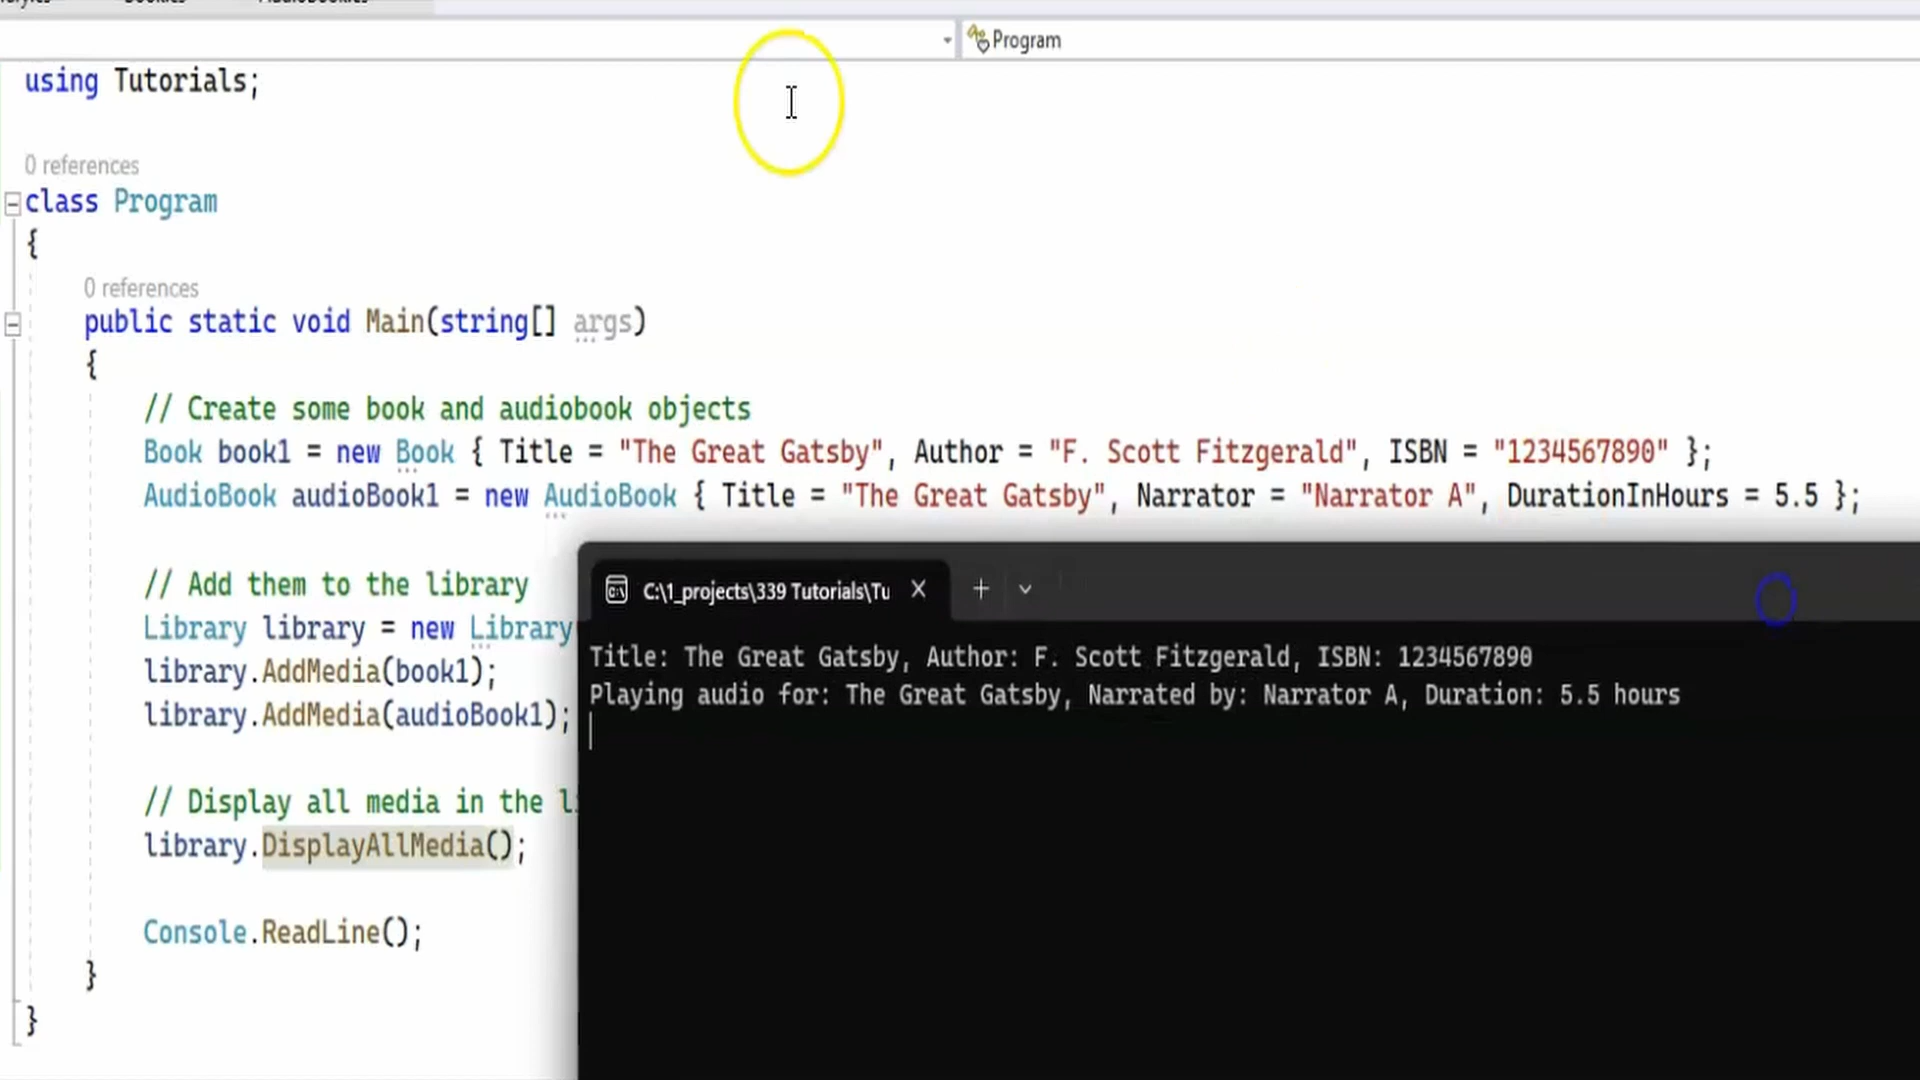 Program
using Tutorials;
0 references
class Program
{
0 references
public static void Main(string[] args)
{
// Create some book and audiobook objects
Book book1 = new Book { Title = "The Great Gatsby", Author = "F. Scott Fitzgerald", ISBN = "1234567890" };
AudioBook audioBook1 = new AudioBook { Title = "The Great Gatsby", Narrator = "Narrator A", DurationInHours = 5.5 };
// Add them to the library
Library library = new Library
library.AddMedia(book1);
library.AddMedia(audioBook1);
// Display all media in the li
library.DisplayAllMedia();
Console.ReadLine();
}
}
C:\1_projects\339 Tutorials\Tu
Title: The Great Gatsby, Author: F. Scott Fitzgerald, ISBN: 1234567890
Playing audio for: The Great Gatsby, Narrated by: Narrator A, Duration: 5.5 hours